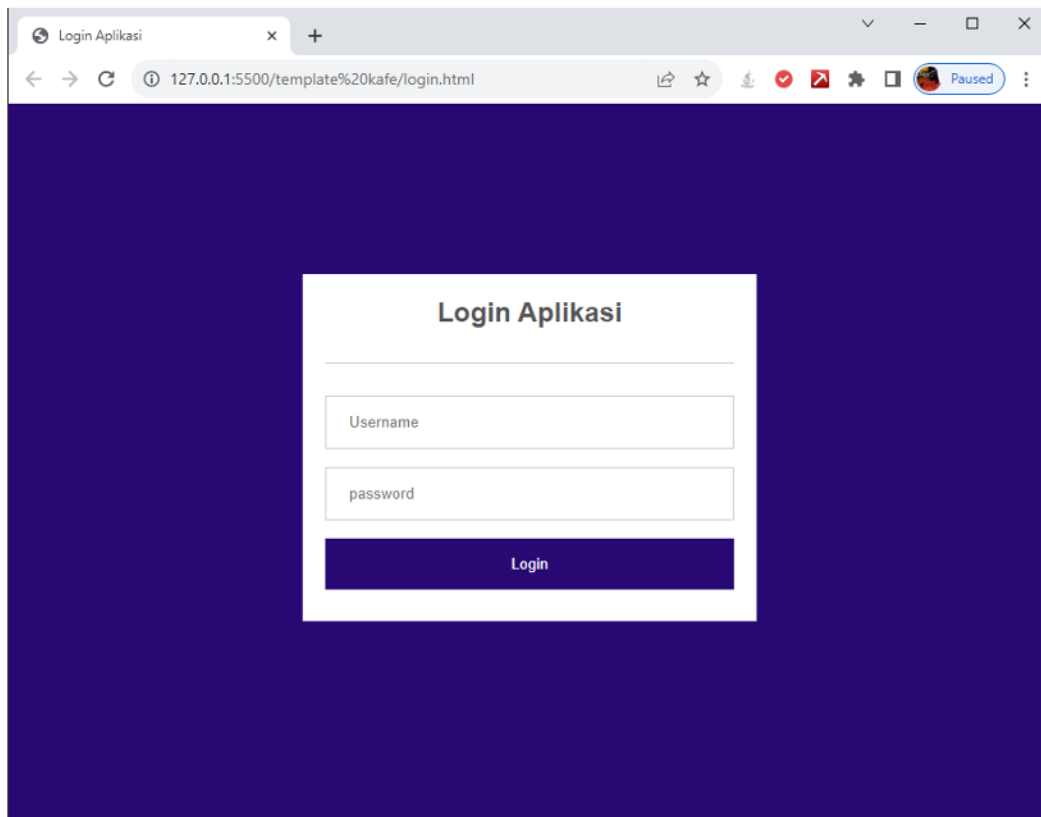 Login Aplikasi
127.0.0.1:5500/template%20kafe/login.html
Paused
Login Aplikasi
Username
password
Login